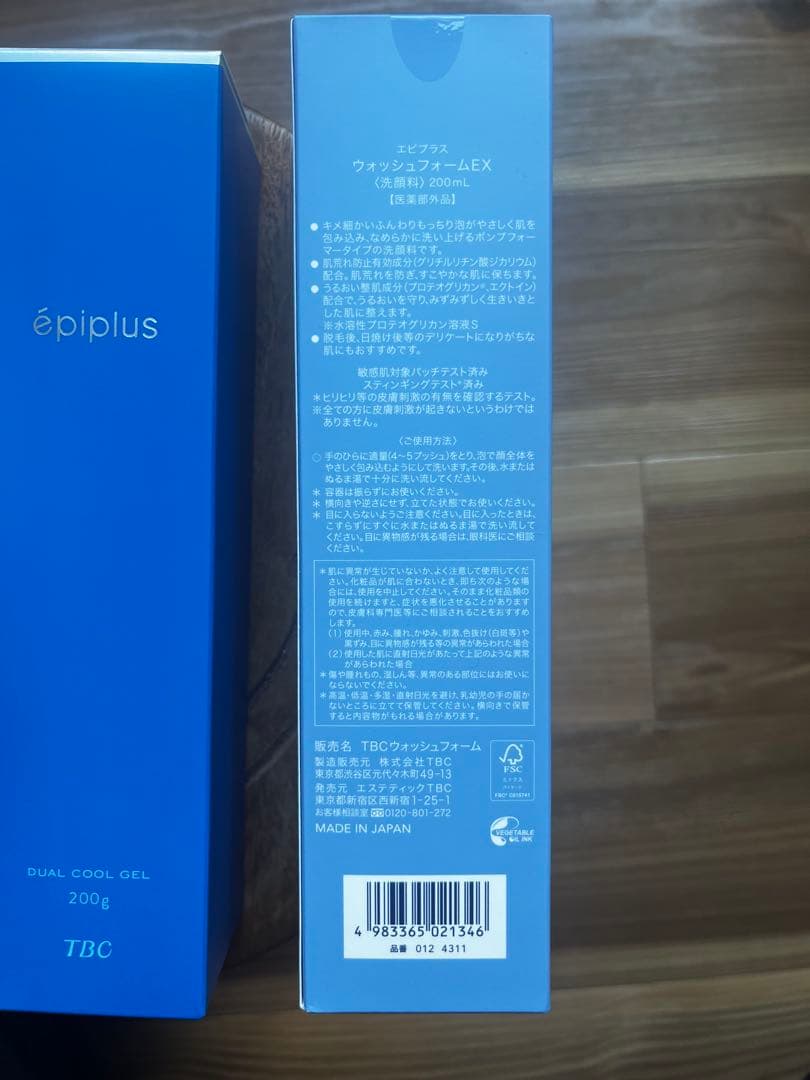 épiplus
DUAL COOL GEL
200g
TBC
エピプラス
ウォッシュフォームEX
〈洗顔料〉200mL
【医薬部外品】
● キメ細かいふんわりもっちり泡がやさしく肌を
包み込み、なめらかに洗い上げるポンプフォー
マータイプの洗顔料です。
● 肌荒れ防止有効成分(グリチルリチン酸ジカリウム)
配合。肌荒れを防ぎ、すこやかな肌に保ちます。
● うるおい整肌成分(プロテオグリカン※、エクトイン)
配合で、うるおいを守り、みずみずしく生きいきと
した肌に整えます。
※水溶性プロテオグリカン溶液S
● 脱毛後、日焼け後等のデリケートになりがちな
肌にもおすすめです。
敏感肌対象パッチテスト済み
スティンギングテスト*済み
*ヒリヒリ等の皮膚刺激の有無を確認するテスト。
※全ての方に皮膚刺激が起きないというわけでは
ありません。
〈ご使用方法〉
○ 手のひらに適量(4〜5プッシュ)をとり、泡で顔全体を
やさしく包み込むようにして洗います。その後、水または
ぬるま湯で十分に洗い流してください。
* 容器は振らずにお使いください。
* 横向きや逆さにせず、立てた状態でお使いください。
* 目に入らないようご注意ください。目に入ったときは、
こすらずにすぐに水またはぬるま湯で洗い流して
ください。目に異物感が残る場合は、眼科医にご相談
ください。
*肌に異常が生じていないか、よく注意して使用してくだ
さい。化粧品が肌に合わないとき、即ち次のような場
合には、使用を中止してください。そのまま化粧品類の
使用を続けますと、症状を悪化させることがあります
ので、皮膚科専門医等にご相談されることをおすすめ
します。
(1)使用中、赤み、腫れ、かゆみ、刺激、色抜け(白斑等)や
黒ずみ、目に異物感が残る等の異常があらわれた場合
(2)使用した肌に直射日光があたって上記のような異常
があらわれた場合
*傷や腫れもの、湿しん等、異常のある部位にはお使いに
ならないでください。
*高温・低温・多湿・直射日光を避け、乳幼児の手の届か
ないところに立てて保管してください。横向きで保管
すると内容物がもれる場合があります。
販売名 TBCウォッシュフォーム
製造販売元 株式会社TBC
東京都渋谷区元代々木町49-13
発売元 エステティックTBC
東京都新宿区西新宿1-25-1
お客様相談室 0120-801-272
MADE IN JAPAN
FSC
ミックス
パッケージ
FSC® C015741
VEGETABLE
OIL INK
4 983365 021346
品番 012 4311